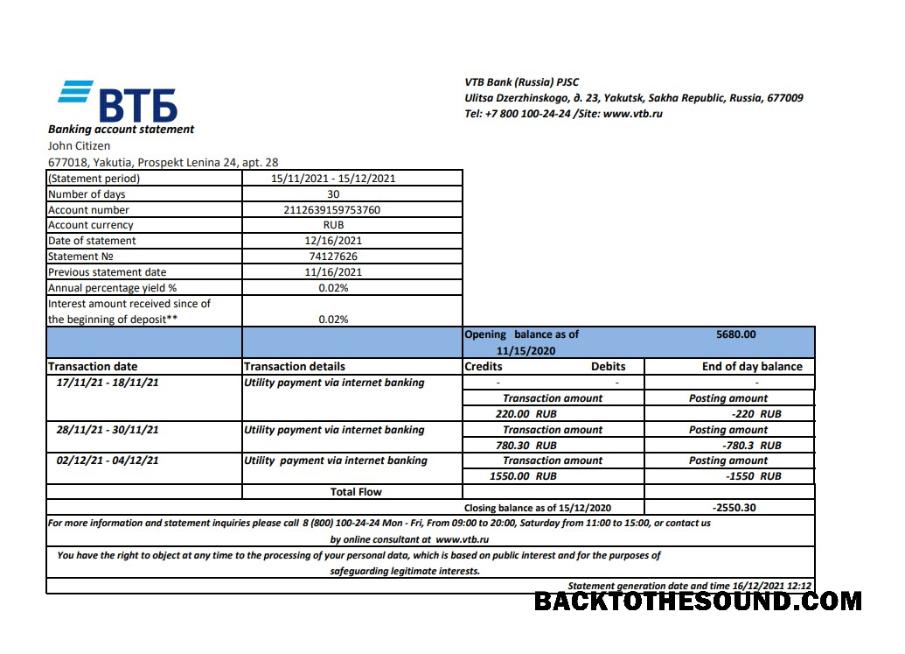 VTB Bank (Russia) PJSC
Ulitsa Dzerzhinskogo, д. 23, Yakutsk, Sakha Republic, Russia, 677009
Tel: +7 800 100-24-24 /Site: www.vtb.ru
ВТБ
Banking account statement
John Citizen
677018, Yakutia, Prospekt Lenina 24, apt. 28
(Statement period) 15/11/2021 - 15/12/2021
Number of days 30
Account number 2112639159753760
Account currency RUB
Date of statement 12/16/2021
Statement № 74127626
Previous statement date 11/16/2021
Annual percentage yield % 0.02%
Interest amount received since of
the beginning of deposit** 0.02%
Opening balance as of 5680.00
11/15/2020
Transaction date Transaction details Credits Debits End of day balance
17/11/21 - 18/11/21 Utility payment via internet banking - - -
Transaction amount Posting amount
220.00 RUB -220 RUB
28/11/21 - 30/11/21 Utility payment via internet banking Transaction amount Posting amount
780.30 RUB -780.3 RUB
02/12/21 - 04/12/21 Utility payment via internet banking Transaction amount Posting amount
1550.00 RUB -1550 RUB
Total Flow
Closing balance as of 15/12/2020 -2550.30
For more information and statement inquiries please call 8 (800) 100-24-24 Mon - Fri, From 09:00 to 20:00, Saturday from 11:00 to 15:00, or contact us
by online consultant at www.vtb.ru
You have the right to object at any time to the processing of your personal data, which is based on public interest and for the purposes of
safeguarding legitimate interests.
Statement generation date and time 16/12/2021 12:12
BACKTOTHESOUND.COM